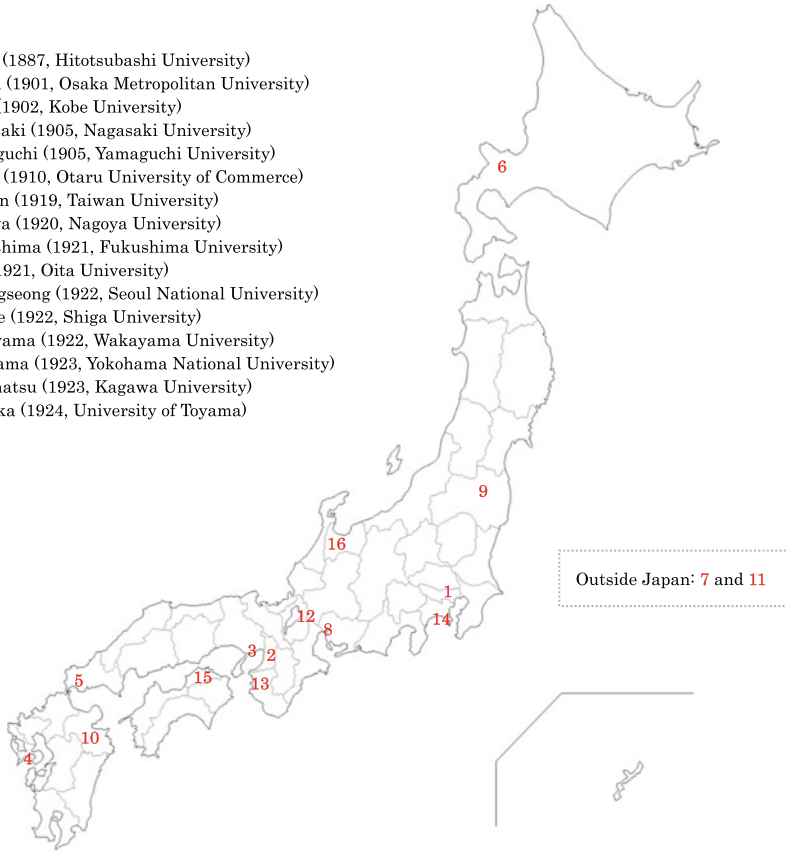 (1887, Hitotsubashi University)
(1901, Osaka Metropolitan University)
(1902, Kobe University)
aki (1905, Nagasaki University)
guchi (1905, Yamaguchi University)
(1910, Otaru University of Commerce)
n (1919, Taiwan University)
a (1920, Nagoya University)
hima (1921, Fukushima University)
1921, Oita University)
gseong (1922, Seoul National University)
e (1922, Shiga University)
yama (1922, Wakayama University)
ama (1923, Yokohama National University)
atsu (1923, Kagawa University)
ka (1924, University of Toyama)
6
9
16
Outside Japan: 7 and 11
1
12
14
8
3
2
15
5
13
10
4